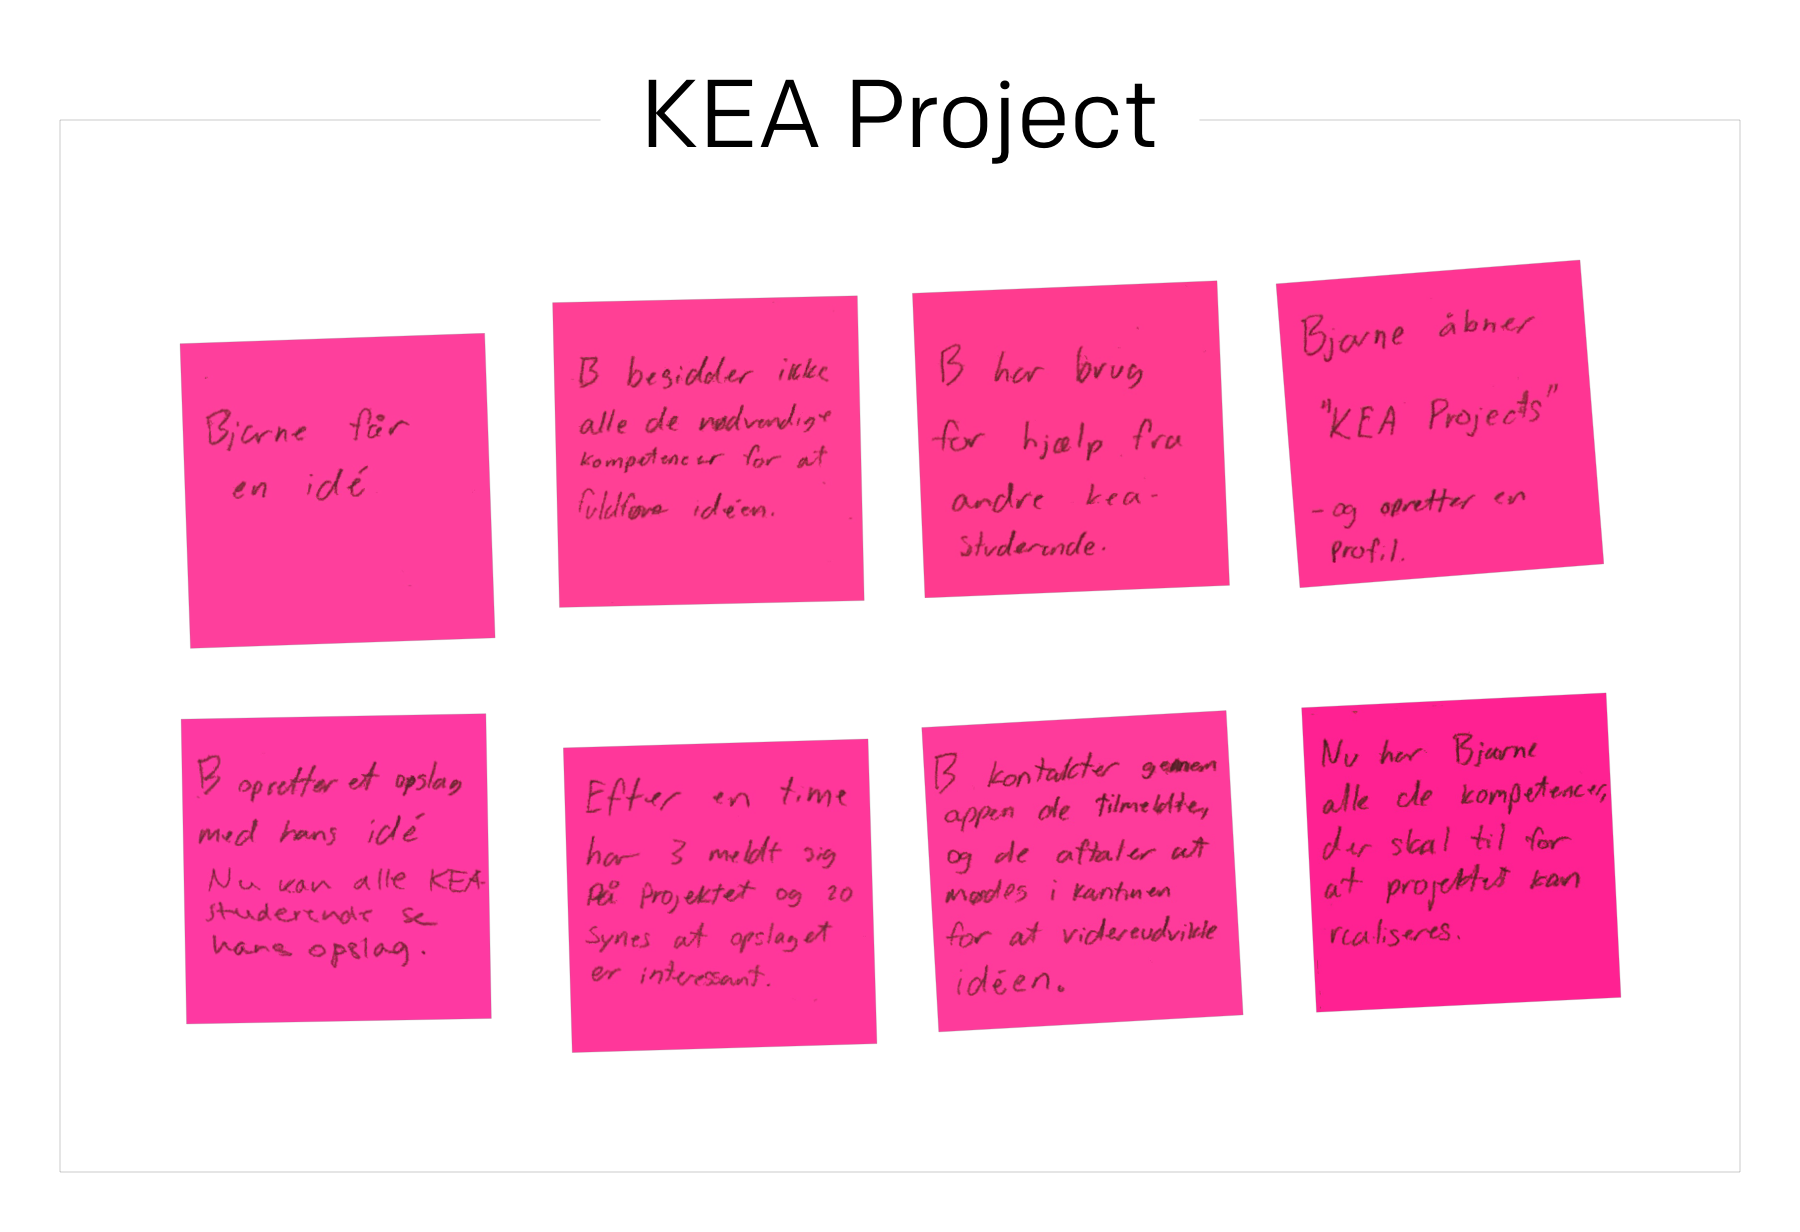 KEA Project
Bjarne får
en idé
B besidder ikke
alle de nødvendige
kompetencer for at
fuldføre idéen.
B har brug
for hjælp fra
andre kea-
studerende.
Bjarne åbner
"KEA Projects"
- og opretter en
profil.
B opretter et opslag
med hans idé
Nu kan alle KEA-
studerende se
hans opslag.
Efter en time
har 3 meldt sig
på projektet og 20
synes at opslaget
er interessant.
B kontakter gennem
appen de tilmeldte,
og de aftaler at
mødes i kantinen
for at videreudvikle
idéen.
Nu har Bjarne
alle de kompetencer,
der skal til for
at projektet kan
realiseres.